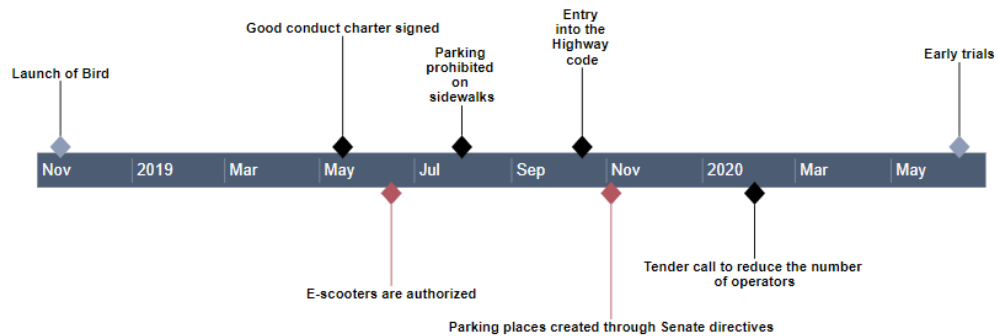 Entry
into the
Highway
code
Good conduct charter signed
Parking
prohibited
on
sidewalks
Early trials
Launch of Bird
Nov 2019 Mar May Jul Sep Nov 2020 Mar May
Tender call to reduce the number
of operators
E-scooters are authorized
Parking places created through Senate directives